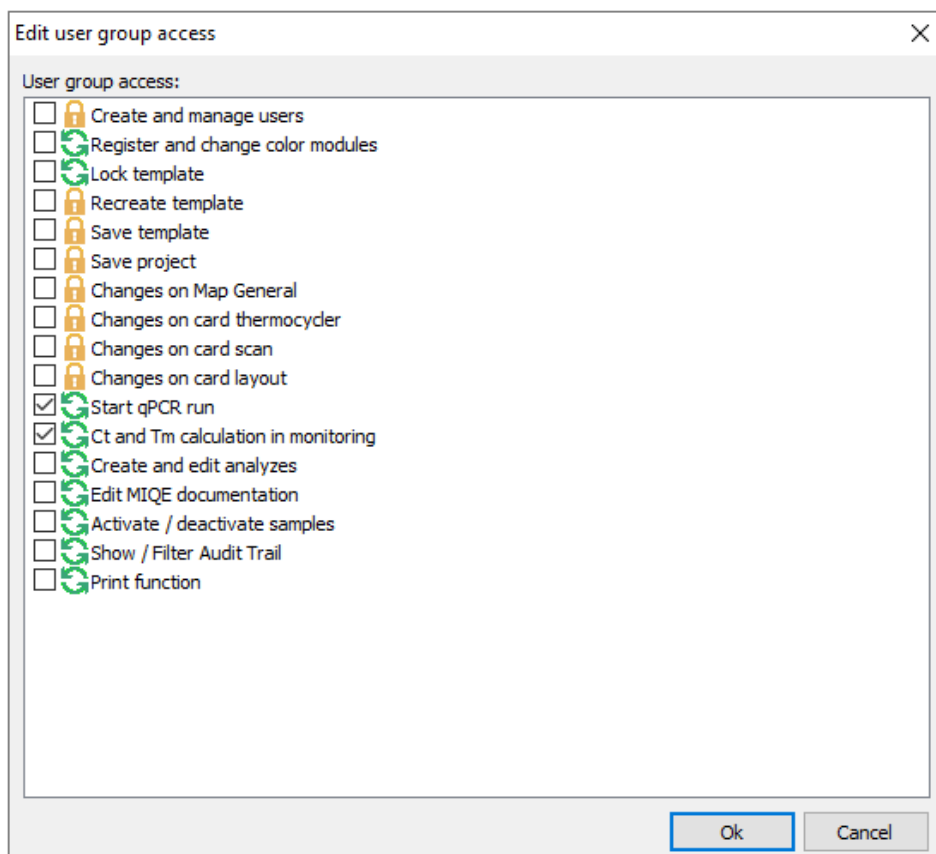 Edit user group access
User group access:
Create and manage users
Register and change color modules
Lock template
Recreate template
Save template
Save project
Changes on Map General
Changes on card thermocycler
Changes on card scan
Changes on card layout
Start qPCR run
Ct and Tm calculation in monitoring
Create and edit analyzes
Edit MIQE documentation
Activate / deactivate samples
Show / Filter Audit Trail
Print function
Ok Cancel